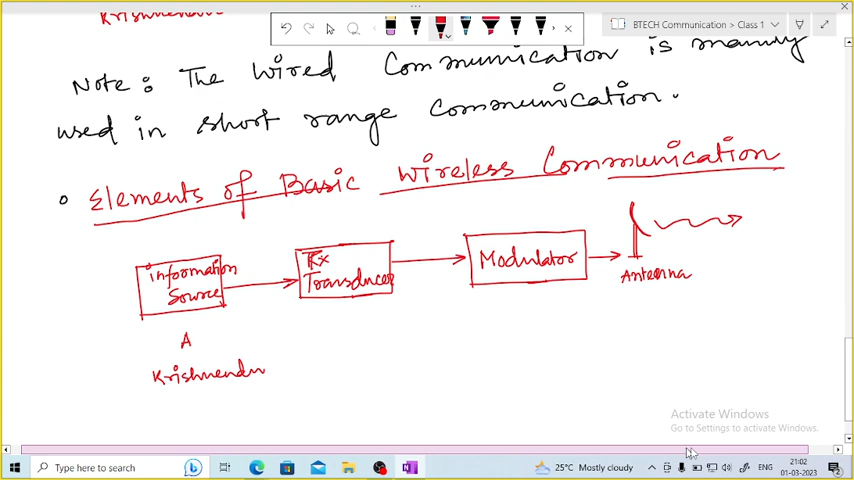 Krishnendu
BTECH Communication > Class 1
Note: The Wired Communication is mainly
used in short range communication.
Elements of Basic Wireless Communication
Information
Source
Tx
Transducer
Modulator
Antenna
A
Krishnendu
Activate Windows
Go to Settings to activate Windows.
Type here to search
25°C Mostly cloudy
ENG
21:02
01-03-2023
2